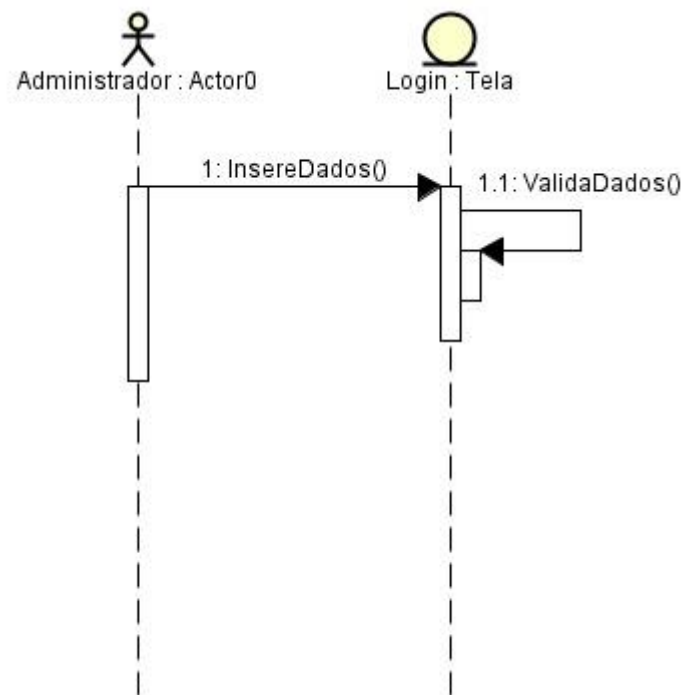 Administrador : Actor0
Login : Tela
1: InsereDados()
1.1: ValidaDados()